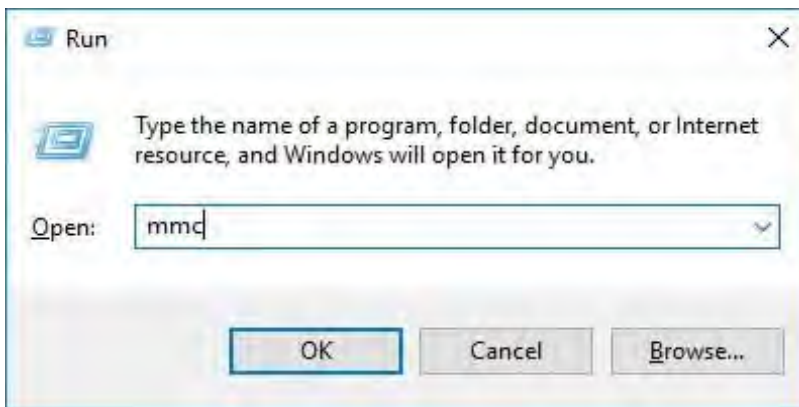 Run
Type the name of a program, folder, document, or Internet
resource, and Windows will open it for you.
Open: mmc
OK Cancel Browse...